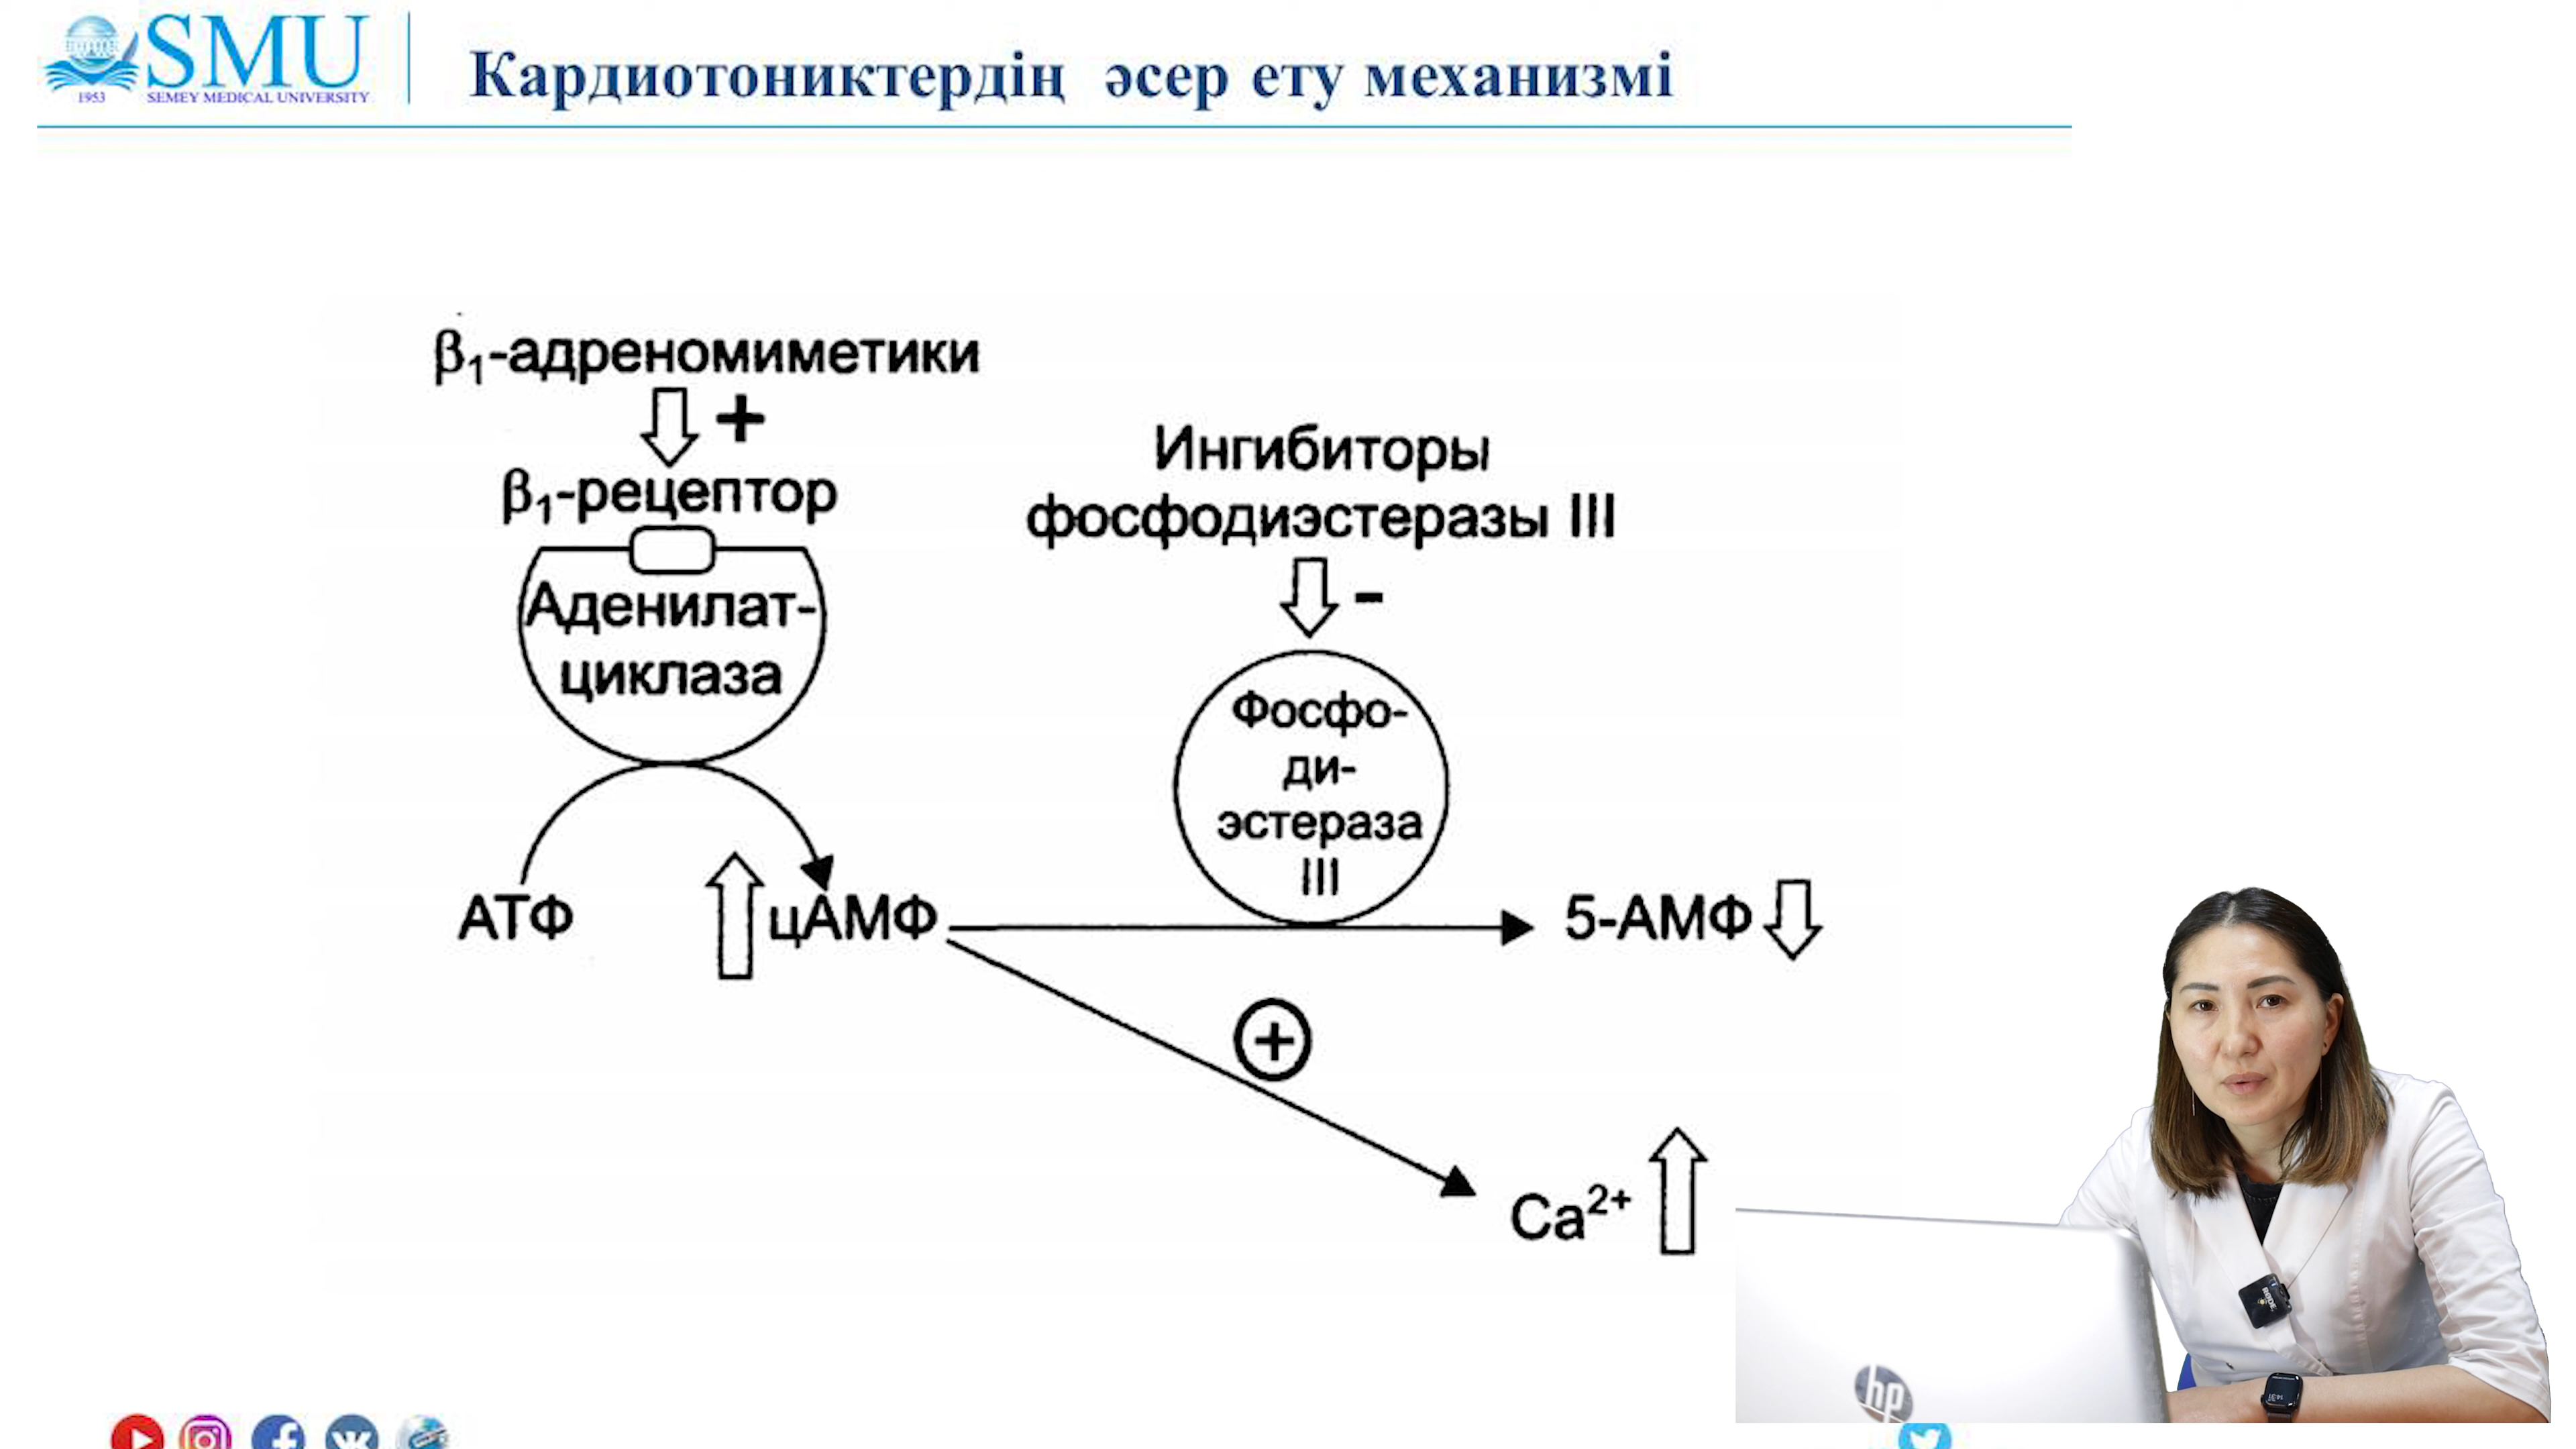 SMU
1953
SEMEY MEDICAL UNIVERSITY
Кардиотониктердің әсер ету механизмі
β₁-адреномиметики
+
β₁-рецептор
Аденилат-
циклаза
АТФ
цАМФ
Ингибиторы
фосфодиэстеразы III
-
Фосфо-
ди-
эстераза
III
5-АМФ
+
Ca²⁺
RODE
hp